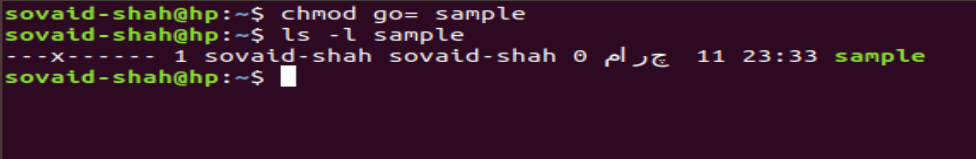 sovaid-shah@hp:~$ chmod go= sample
sovaid-shah@hp:~$ ls -l sample
---x------ 1 sovaid-shah sovaid-shah 0 مارچ 11 23:33 sample
sovaid-shah@hp:~$